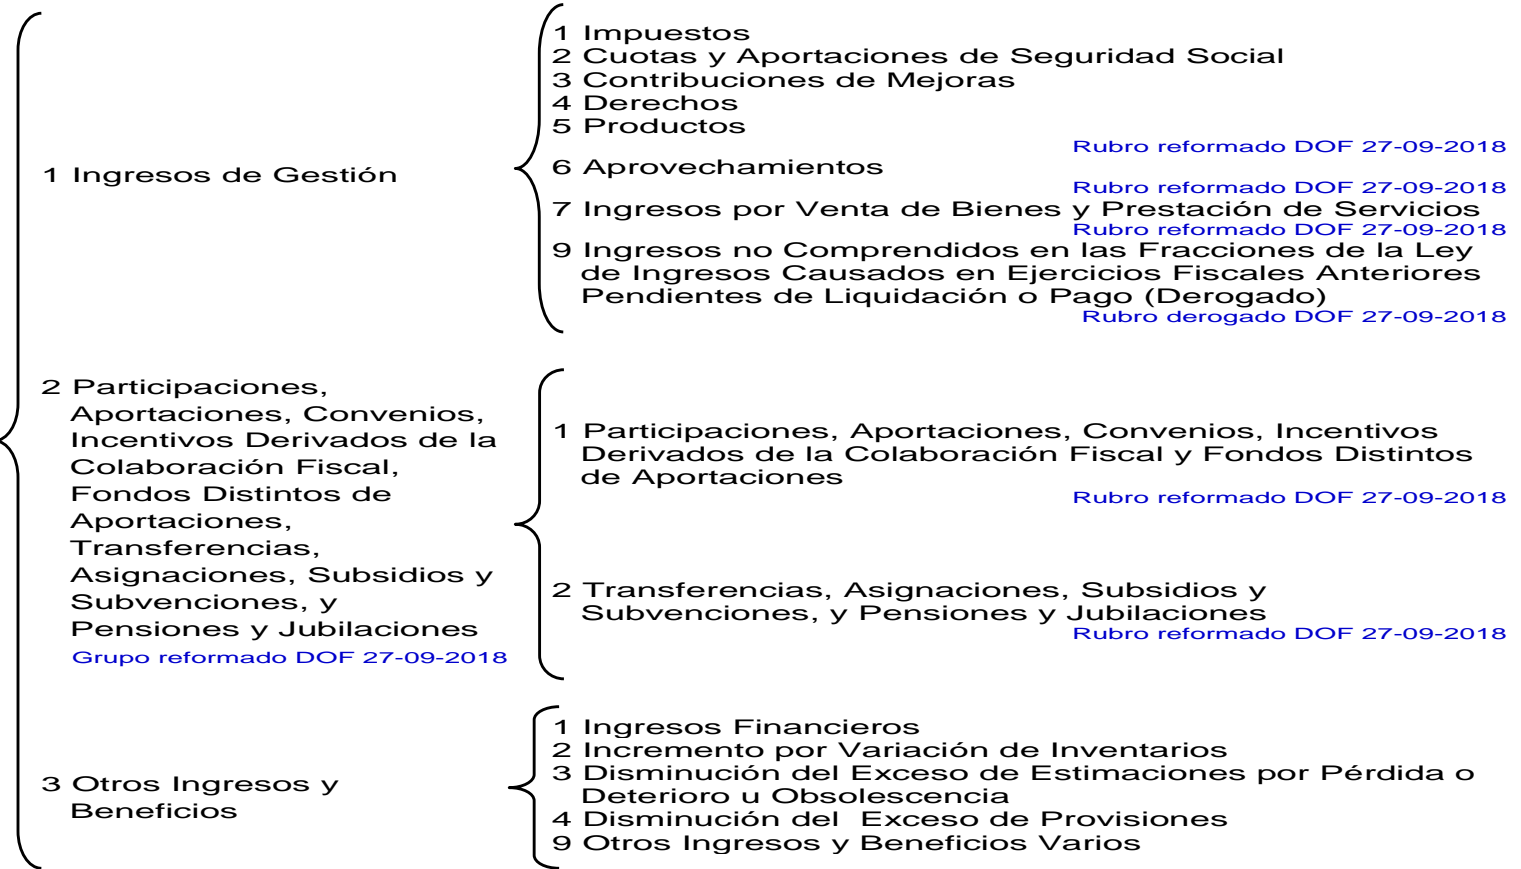 1 Ingresos de Gestión
1 Impuestos
2 Cuotas y Aportaciones de Seguridad Social
3 Contribuciones de Mejoras
4 Derechos
5 Productos
Rubro reformado DOF 27-09-2018
6 Aprovechamientos
Rubro reformado DOF 27-09-2018
7 Ingresos por Venta de Bienes y Prestación de Servicios
Rubro reformado DOF 27-09-2018
9 Ingresos no Comprendidos en las Fracciones de la Ley
de Ingresos Causados en Ejercicios Fiscales Anteriores
Pendientes de Liquidación o Pago (Derogado)
Rubro derogado DOF 27-09-2018
2 Participaciones,
Aportaciones, Convenios,
Incentivos Derivados de la
Colaboración Fiscal,
Fondos Distintos de
Aportaciones,
Transferencias,
Asignaciones, Subsidios y
Subvenciones, y
Pensiones y Jubilaciones
Grupo reformado DOF 27-09-2018
1 Participaciones, Aportaciones, Convenios, Incentivos
Derivados de la Colaboración Fiscal y Fondos Distintos
de Aportaciones
Rubro reformado DOF 27-09-2018
2 Transferencias, Asignaciones, Subsidios y
Subvenciones, y Pensiones y Jubilaciones
Rubro reformado DOF 27-09-2018
3 Otros Ingresos y
Beneficios
1 Ingresos Financieros
2 Incremento por Variación de Inventarios
3 Disminución del Exceso de Estimaciones por Pérdida o
Deterioro u Obsolescencia
4 Disminución del  Exceso de Provisiones
9 Otros Ingresos y Beneficios Varios